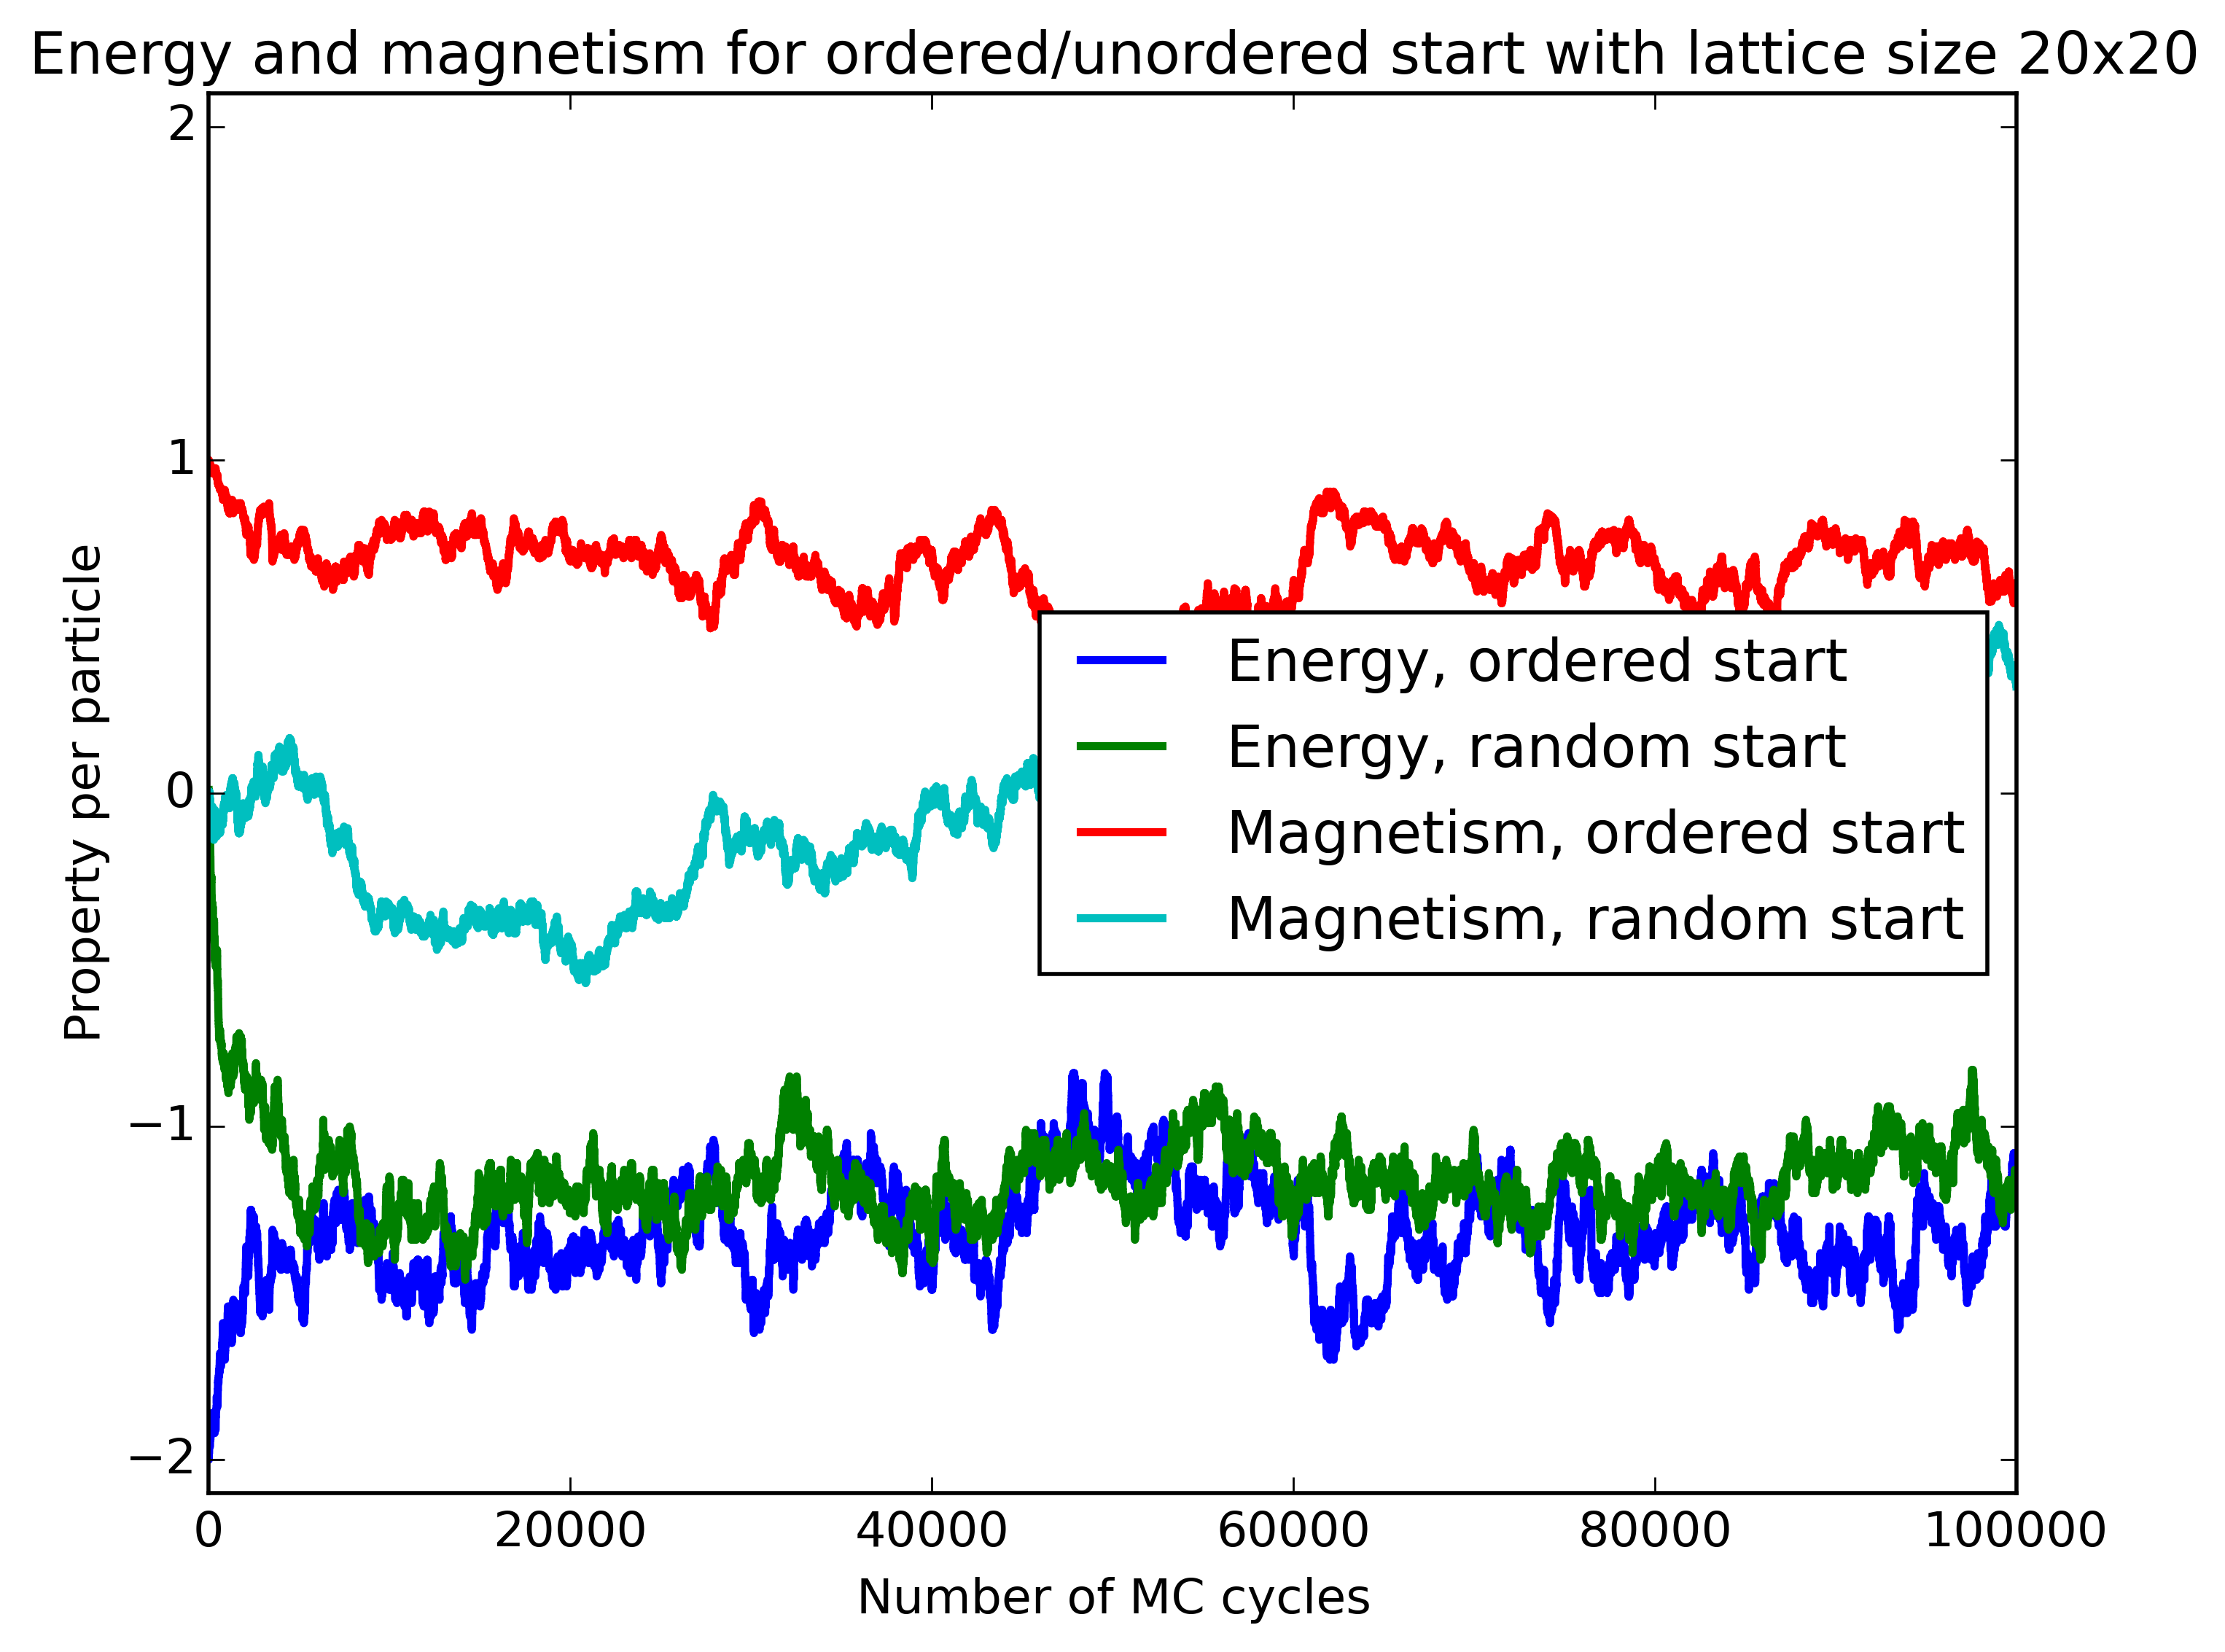 Energy and magnetism for ordered/unordered start with lattice size 20x20
2
1
0
−1
−2
Property per particle
Energy, ordered start
Energy, random start
Magnetism, ordered start
Magnetism, random start
0 20000 40000 60000 80000 100000
Number of MC cycles